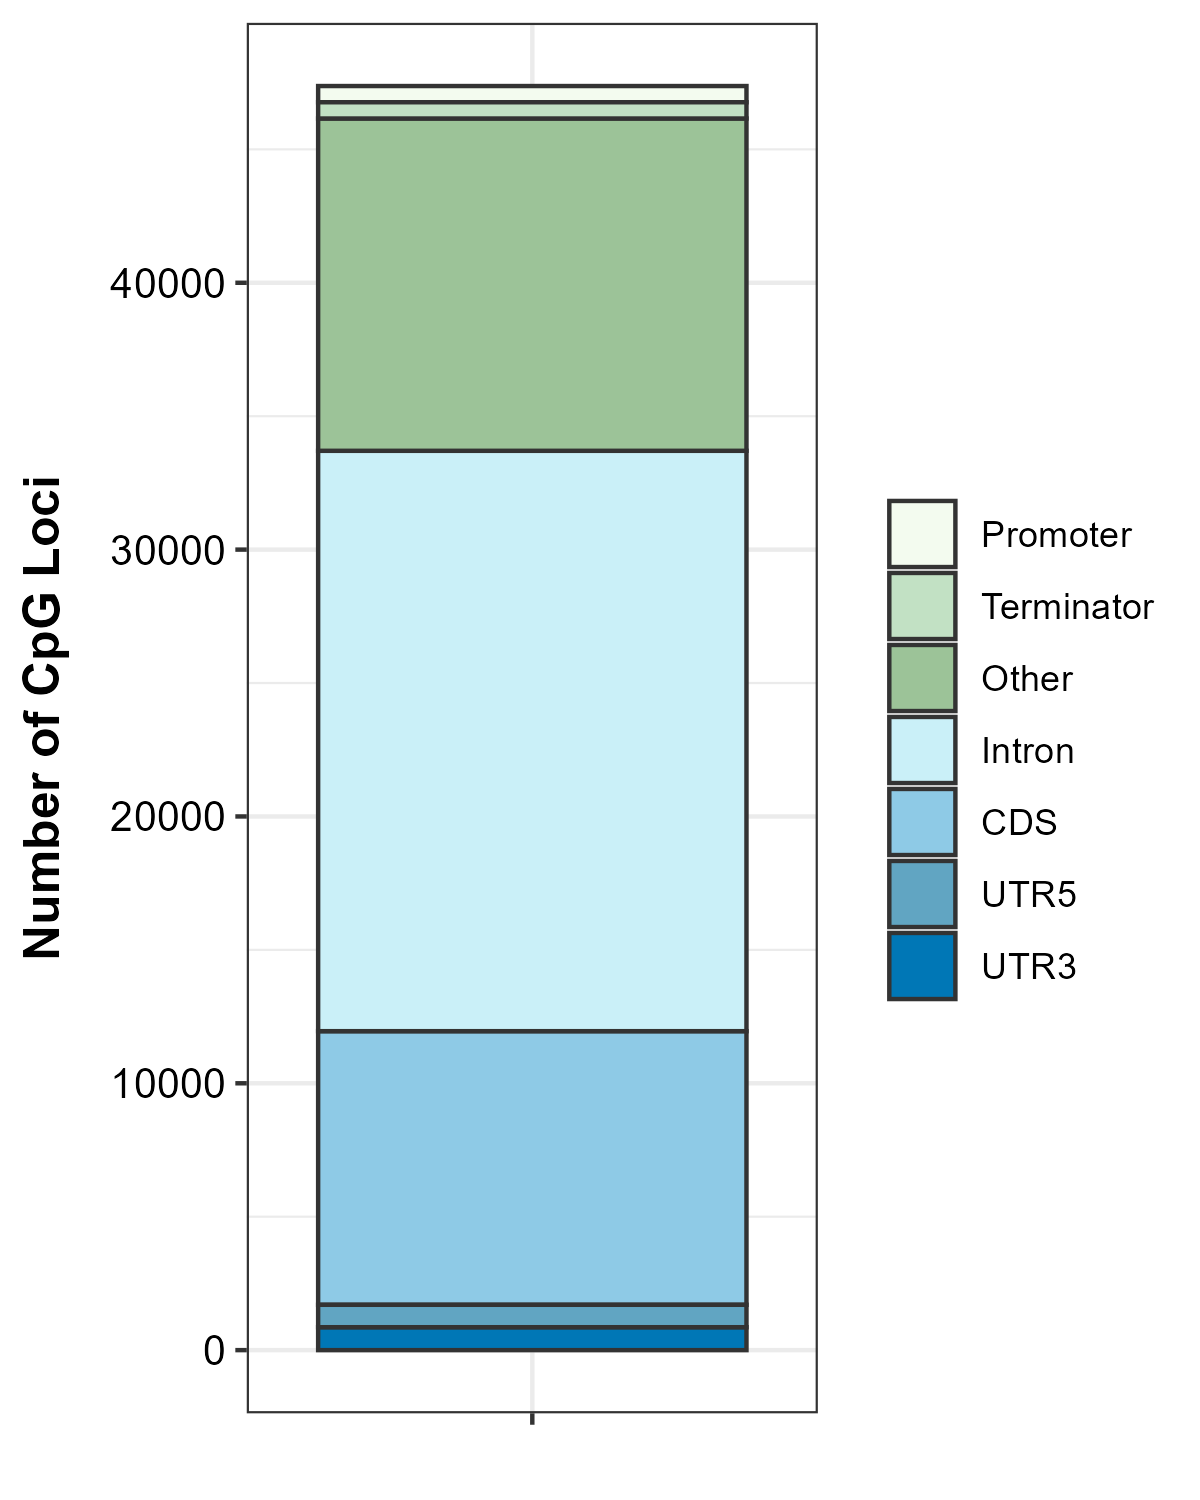 Number of CpG Loci
40000
30000
20000
10000
0
Promoter
Terminator
Other
Intron
CDS
UTR5
UTR3